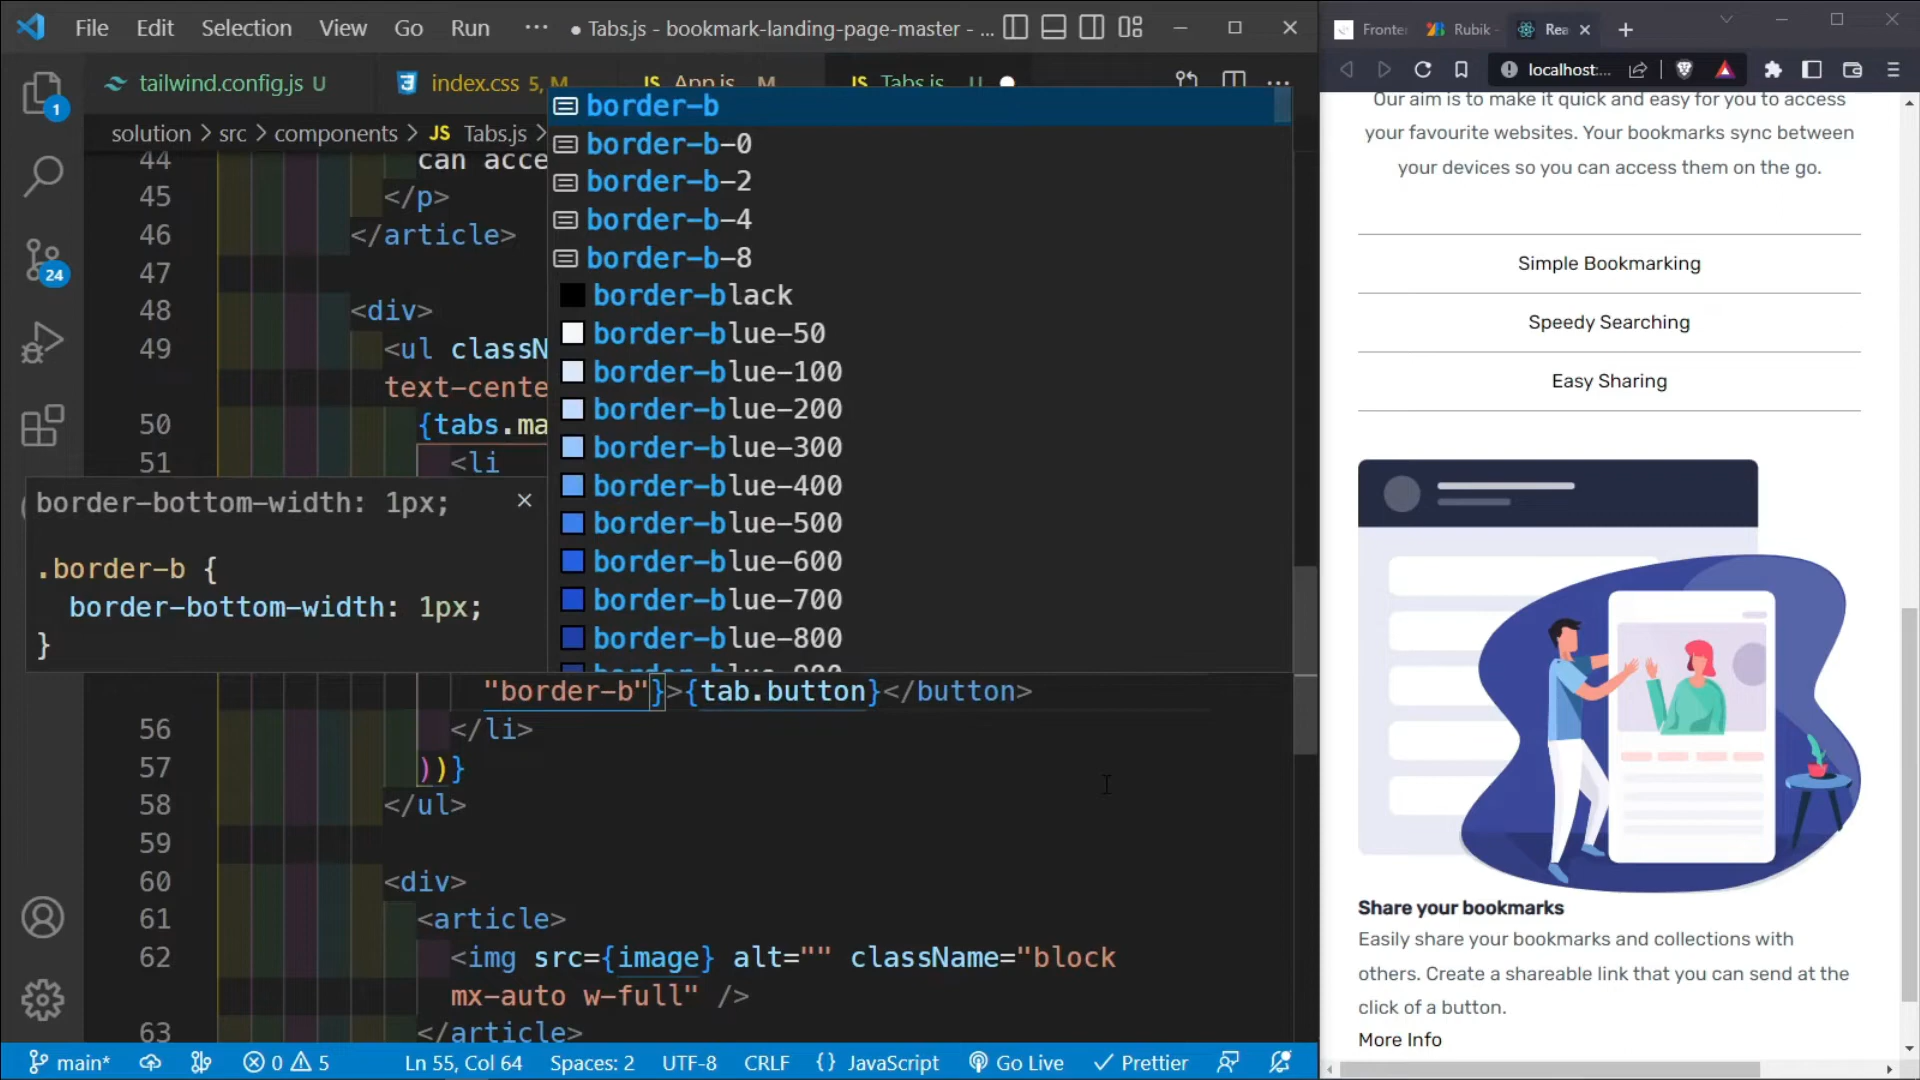 File Edit Selection View Go Run ··· ● Tabs.js - bookmark-landing-page-master - ...
tailwind.config.js U
index.css 5, M
JS App.js M
JS Tabs.js U
solution > src > components > JS Tabs.js >
44 can acce
45 </p>
46 </article>
47
48 <div>
49 <ul classN
text-cente
50 {tabs.ma
51 <li
border-b
border-b-0
border-b-2
border-b-4
border-b-8
border-black
border-blue-50
border-blue-100
border-blue-200
border-blue-300
border-blue-400
border-blue-500
border-blue-600
border-blue-700
border-blue-800
border-bottom-width: 1px;
.border-b {
border-bottom-width: 1px;
}
"border-b"}>{tab.button}</button>
56 </li>
57 ))}
58 </ul>
59
60 <div>
61 <article>
62 <img src={image} alt="" className="block
mx-auto w-full" />
63 </article>
1
24
main* 0 5 Ln 55, Col 64 Spaces: 2 UTF-8 CRLF {} JavaScript Go Live Prettier
Fronte
Rubik -
Rea
localhost:...
Our aim is to make it quick and easy for you to access
your favourite websites. Your bookmarks sync between
your devices so you can access them on the go.
Simple Bookmarking
Speedy Searching
Easy Sharing
Share your bookmarks
Easily share your bookmarks and collections with
others. Create a shareable link that you can send at the
click of a button.
More Info